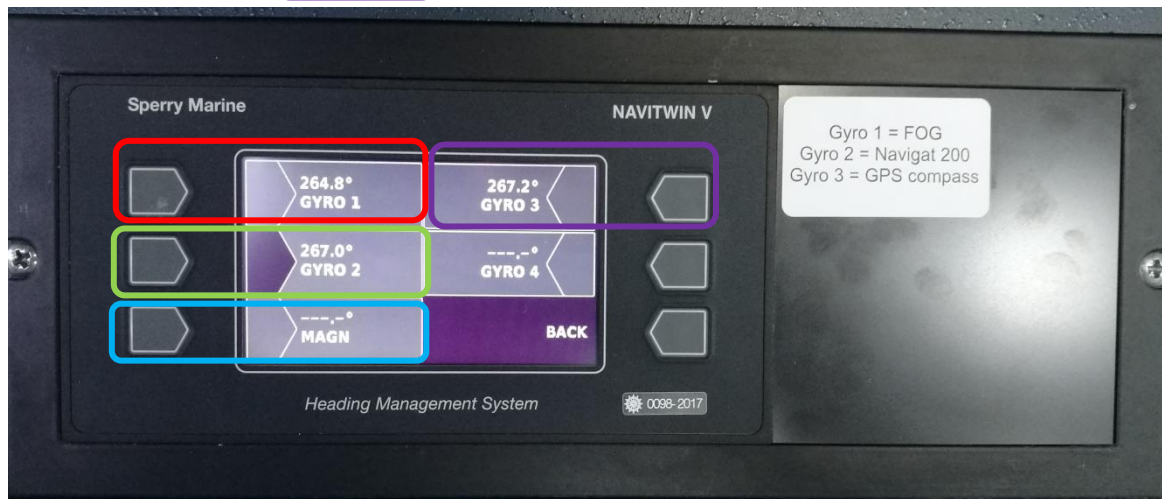 Sperry Marine
NAVITWIN V
264.8°
GYRO 1
267.2°
GYRO 3
267.0°
GYRO 2
---.-°
GYRO 4
---.-°
MAGN
BACK
Heading Management System
0098-2017
Gyro 1 = FOG
Gyro 2 = Navigat 200
Gyro 3 = GPS compass